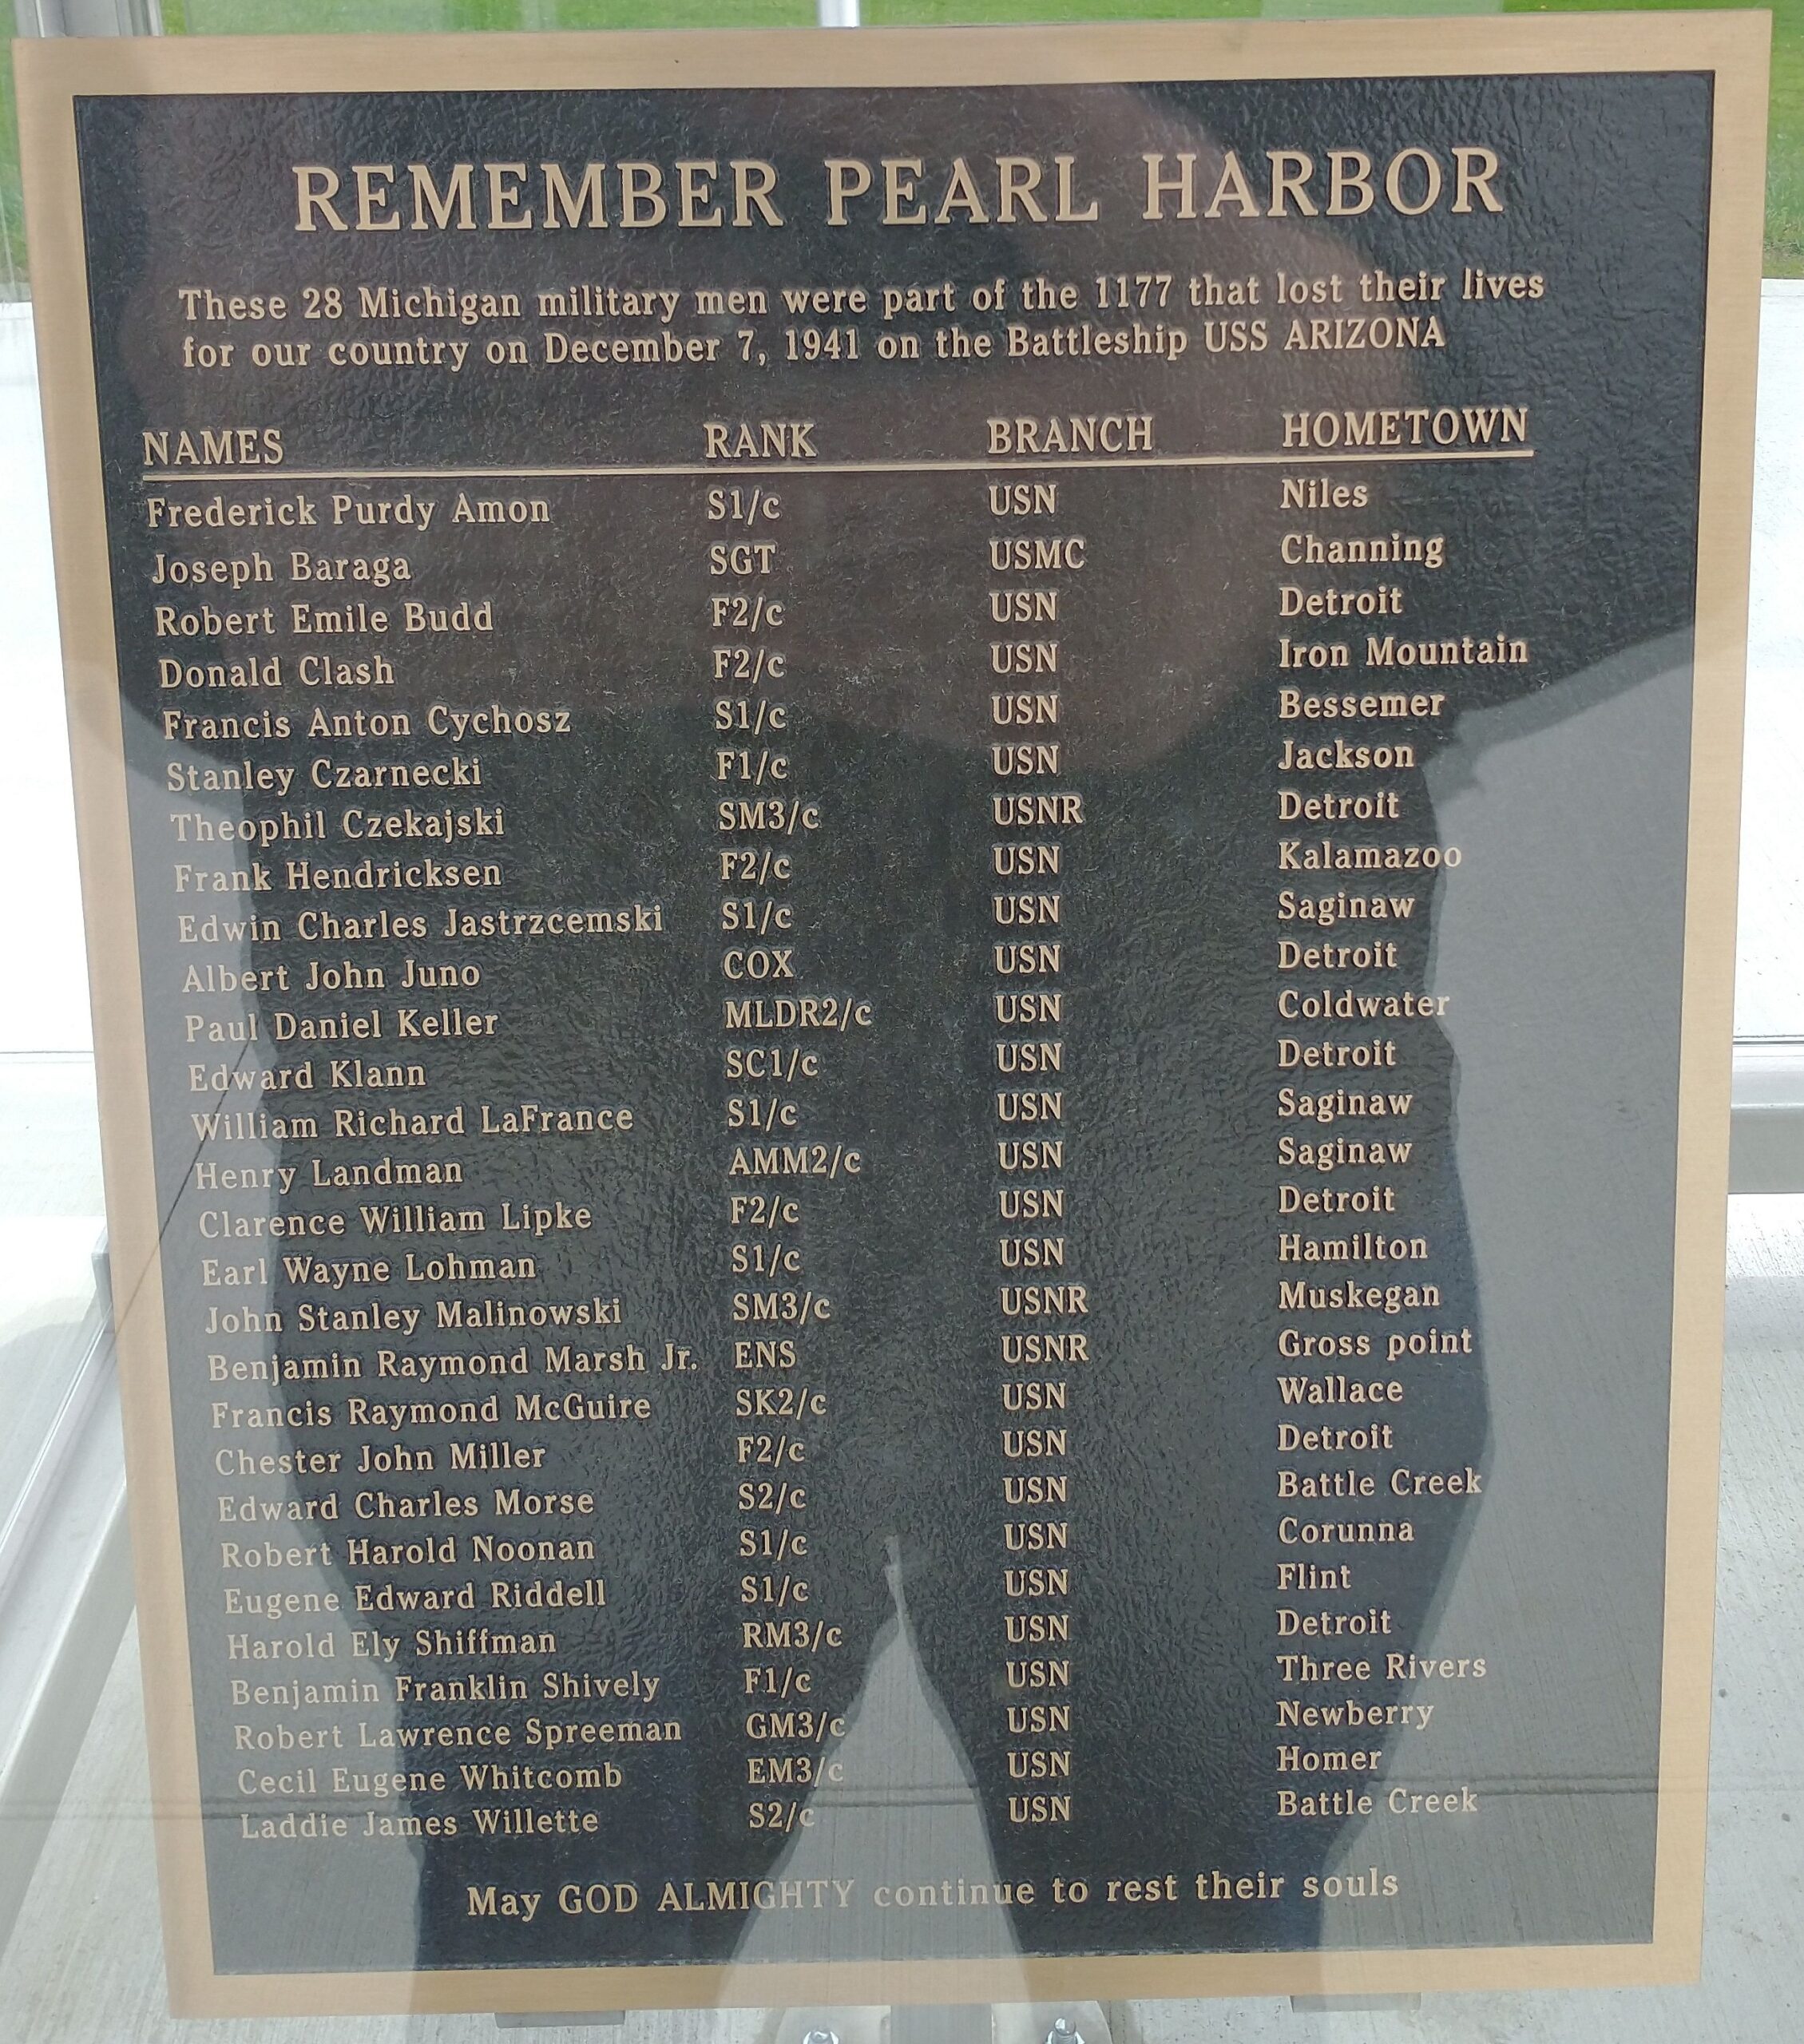 REMEMBER PEARL HARBOR
These 28 Michigan military men were part of the 1177 that lost their lives
for our country on December 7, 1941 on the Battleship USS ARIZONA
NAMES RANK BRANCH HOMETOWN
Frederick Purdy Amon S1/c USN Niles
Joseph Baraga SGT USMC Channing
Robert Emile Budd F2/c USN Detroit
Donald Clash F2/c USN Iron Mountain
Francis Anton Cychosz S1/c USN Bessemer
Stanley Czarnecki F1/c USN Jackson
Theophil Czekajski SM3/c USNR Detroit
Frank Hendricksen F2/c USN Kalamazoo
Edwin Charles Jastrzcemski S1/c USN Saginaw
Albert John Juno COX USN Detroit
Paul Daniel Keller MLDR2/c USN Coldwater
Edward Klann SC1/c USN Detroit
William Richard LaFrance S1/c USN Saginaw
Henry Landman AMM2/c USN Saginaw
Clarence William Lipke F2/c USN Detroit
Earl Wayne Lohman S1/c USN Hamilton
John Stanley Malinowski SM3/c USNR Muskegan
Benjamin Raymond Marsh Jr. ENS USNR Gross point
Francis Raymond McGuire SK2/c USN Wallace
Chester John Miller F2/c USN Detroit
Edward Charles Morse S2/c USN Battle Creek
Robert Harold Noonan S1/c USN Corunna
Eugene Edward Riddell S1/c USN Flint
Harold Ely Shiffman RM3/c USN Detroit
Benjamin Franklin Shively F1/c USN Three Rivers
Robert Lawrence Spreeman GM3/c USN Newberry
Cecil Eugene Whitcomb EM3/c USN Homer
Laddie James Willette S2/c USN Battle Creek
May GOD ALMIGHTY continue to rest their souls